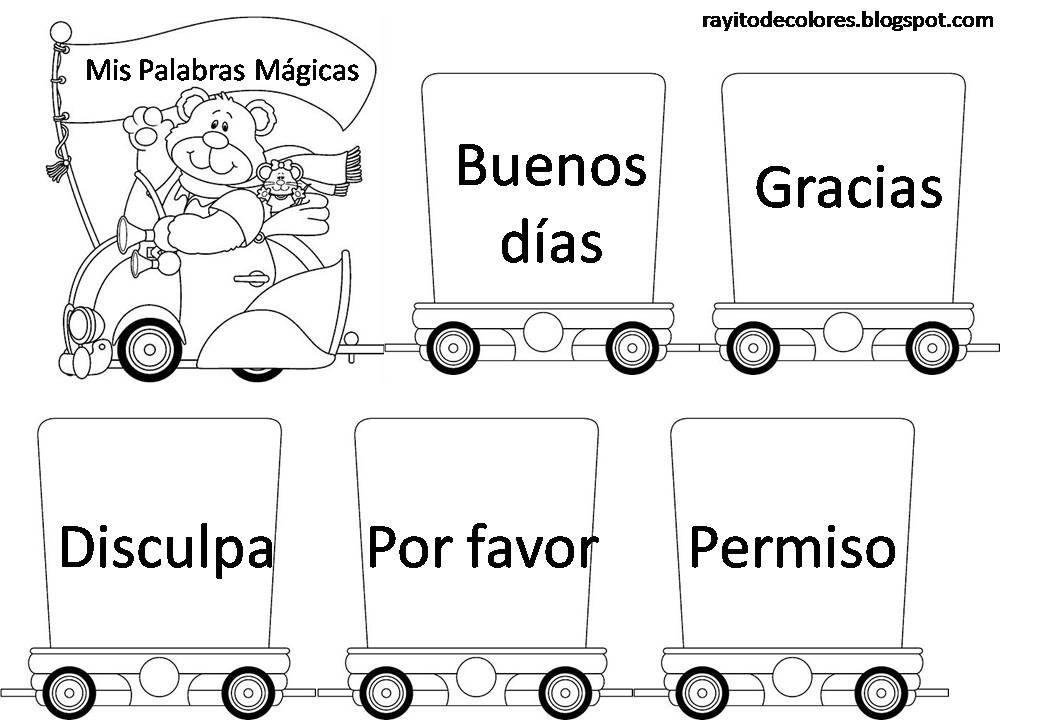 rayitodecolores.blogspot.com
Mis Palabras Mágicas
Buenos
días
Gracias
Disculpa
Por favor
Permiso